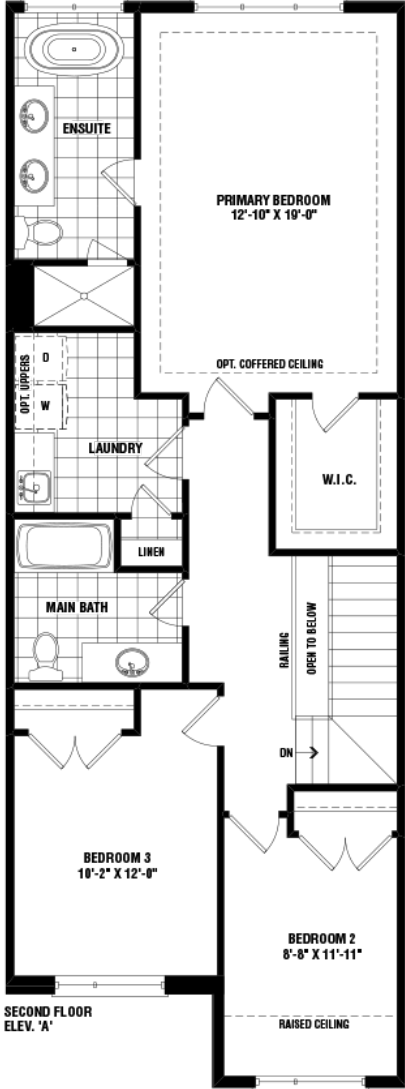 ENSUITE
PRIMARY BEDROOM
12'-10" X 19'-0"
OPT. COFFERED CEILING
OPT. UPPERS
D
W
LAUNDRY
W.I.C.
LINEN
MAIN BATH
RAILING
OPEN TO BELOW
DN
BEDROOM 3
10'-2" X 12'-0"
BEDROOM 2
8'-8" X 11'-11"
RAISED CEILING
SECOND FLOOR
ELEV. 'A'